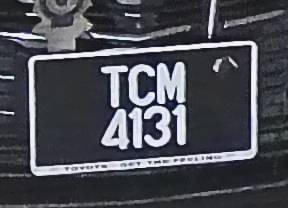 TCM
4131
TOYOTA · GET THE FEELING